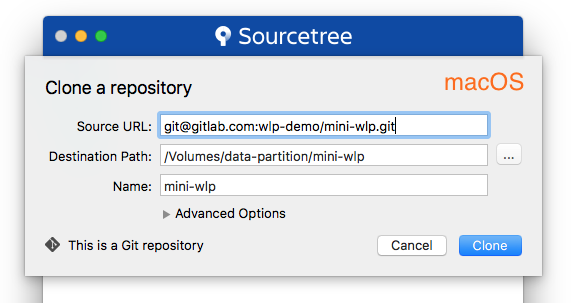 Sourcetree
Clone a repository
macOS
Source URL: git@gitlab.com:wlp-demo/mini-wlp.git
Destination Path: /Volumes/data-partition/mini-wlp ...
Name: mini-wlp
Advanced Options
This is a Git repository
Cancel Clone